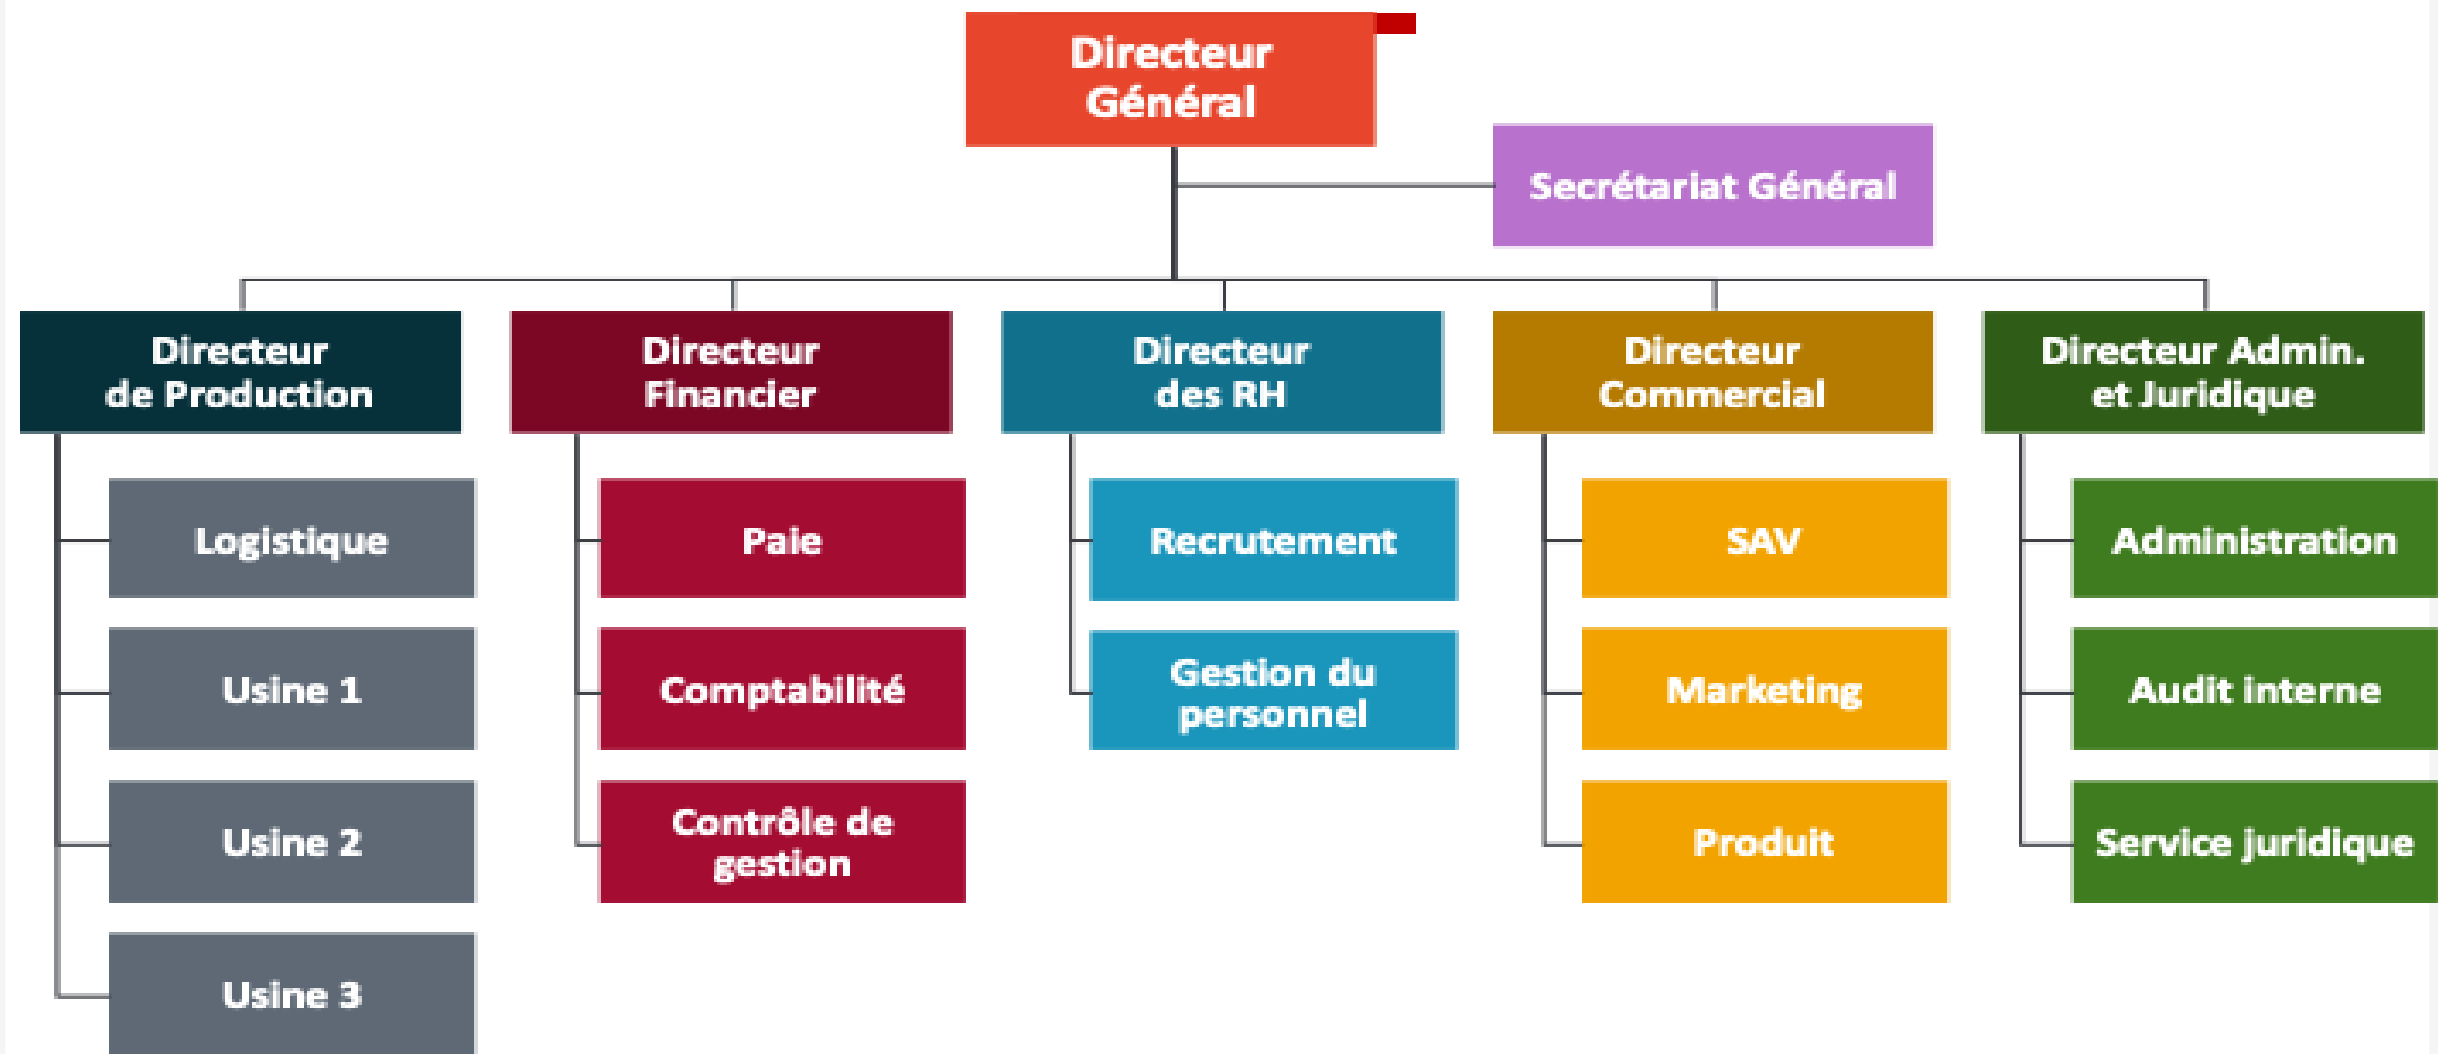 Directeur
Général
Secrétariat Général
Directeur
de Production
Directeur
Financier
Directeur
des RH
Directeur
Commercial
Directeur Admin.
et Juridique
Logistique
Paie
Recrutement
SAV
Administration
Usine 1
Comptabilité
Gestion du
personnel
Marketing
Audit interne
Usine 2
Contrôle de
gestion
Produit
Service juridique
Usine 3